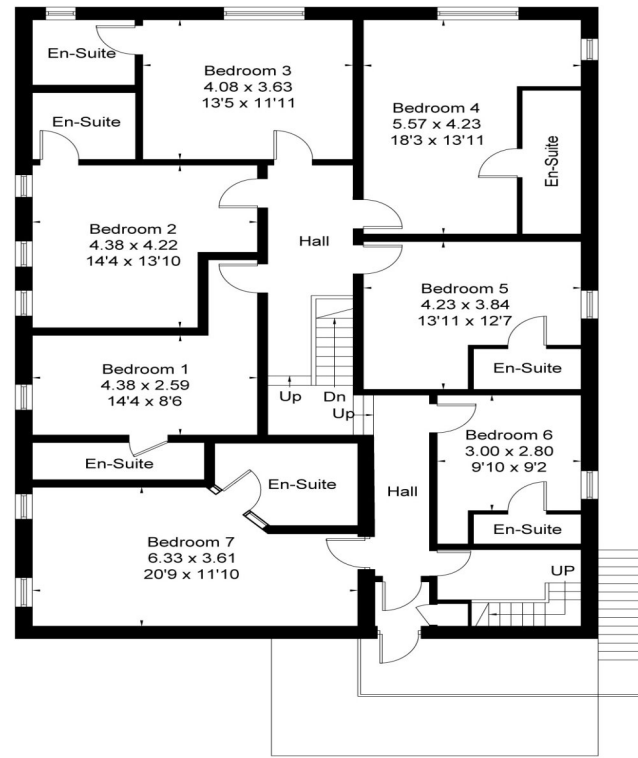 En-Suite
Bedroom 3
4.08 x 3.63
13'5 x 11'11
Bedroom 4
5.57 x 4.23
18'3 x 13'11
En-Suite
En-Suite
Bedroom 2
4.38 x 4.22
14'4 x 13'10
Hall
Bedroom 5
4.23 x 3.84
13'11 x 12'7
En-Suite
Bedroom 1
4.38 x 2.59
14'4 x 8'6
Up
Dn
Up
En-Suite
En-Suite
Hall
Bedroom 6
3.00 x 2.80
9'10 x 9'2
En-Suite
Bedroom 7
6.33 x 3.61
20'9 x 11'10
UP